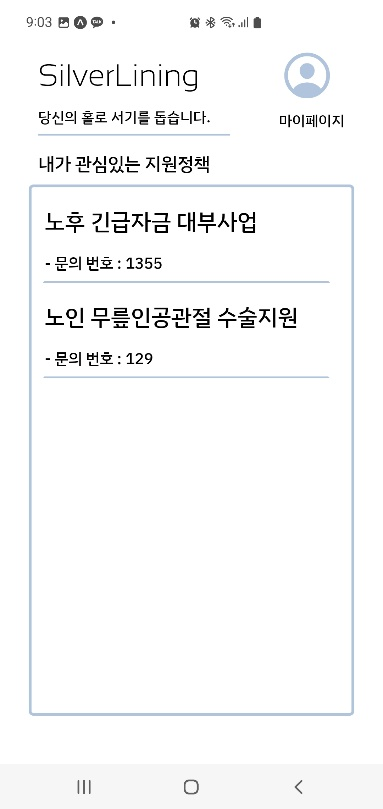 9:03
SilverLining
당신의 홀로 서기를 돕습니다.
마이페이지
내가 관심있는 지원정책
노후 긴급자금 대부사업
- 문의 번호 : 1355
노인 무릎인공관절 수술지원
- 문의 번호 : 129